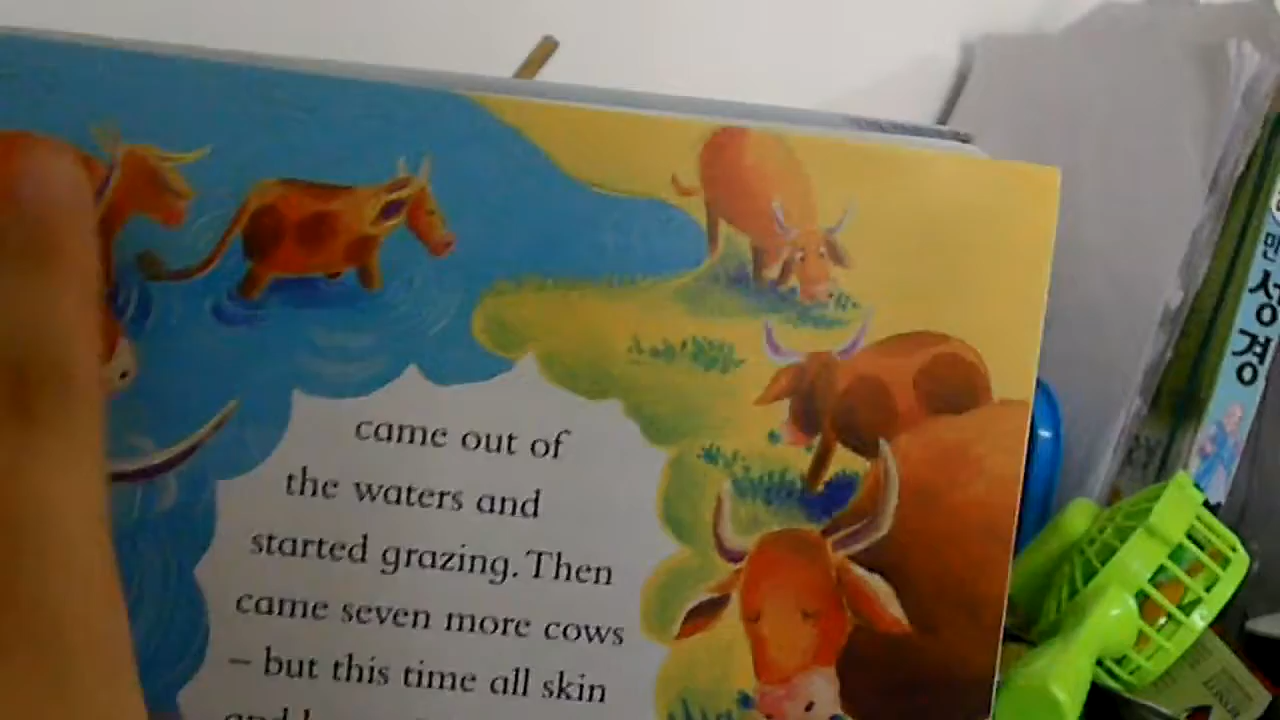 came out of
the waters and
started grazing. Then
came seven more cows
– but this time all skin
성경